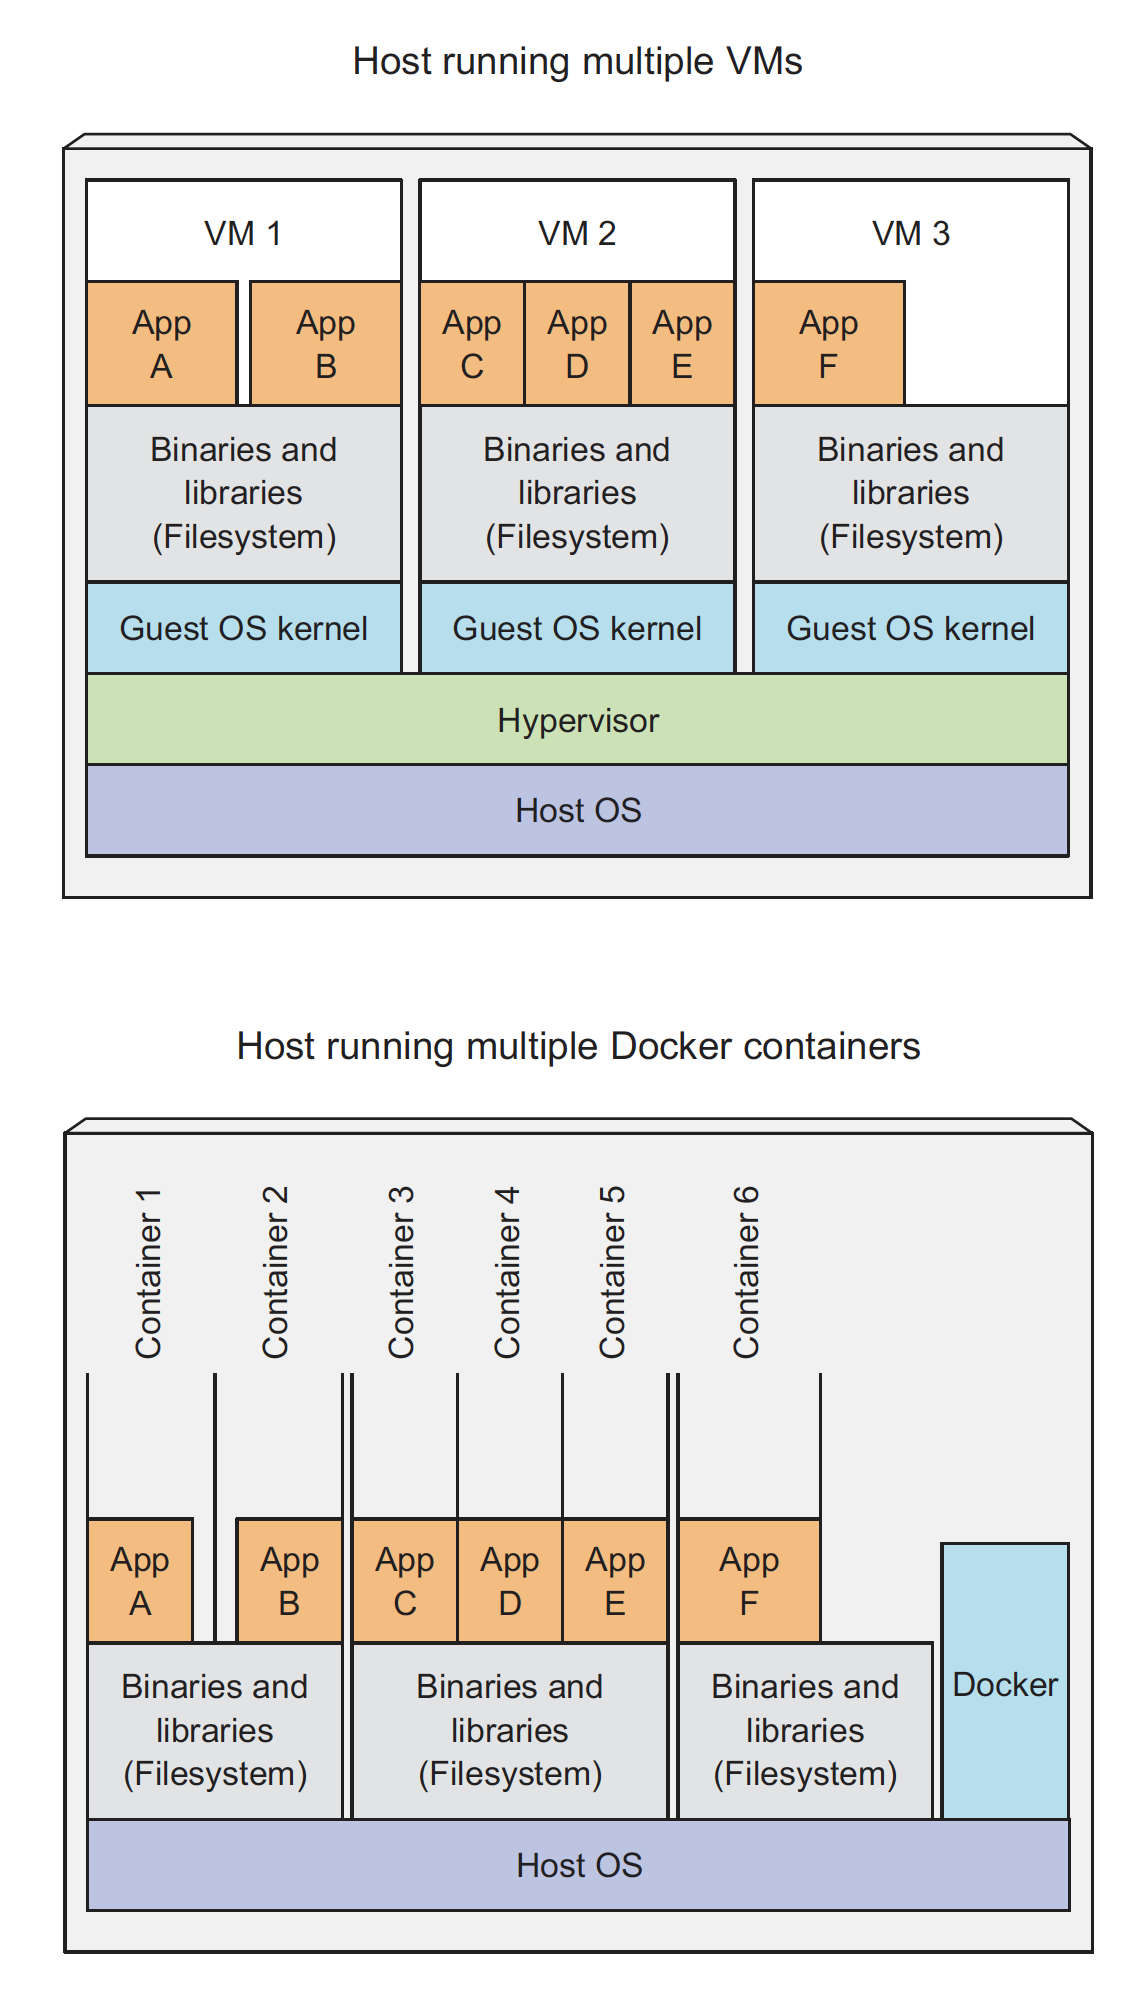 Host running multiple VMs
VM 1
VM 2
VM 3
App
A
App
B
App
C
App
D
App
E
App
F
Binaries and
libraries
(Filesystem)
Binaries and
libraries
(Filesystem)
Binaries and
libraries
(Filesystem)
Guest OS kernel
Guest OS kernel
Guest OS kernel
Hypervisor
Host OS
Host running multiple Docker containers
Container 1
Container 2
Container 3
Container 4
Container 5
Container 6
App
A
App
B
App
C
App
D
App
E
App
F
Binaries and
libraries
(Filesystem)
Binaries and
libraries
(Filesystem)
Binaries and
libraries
(Filesystem)
Docker
Host OS